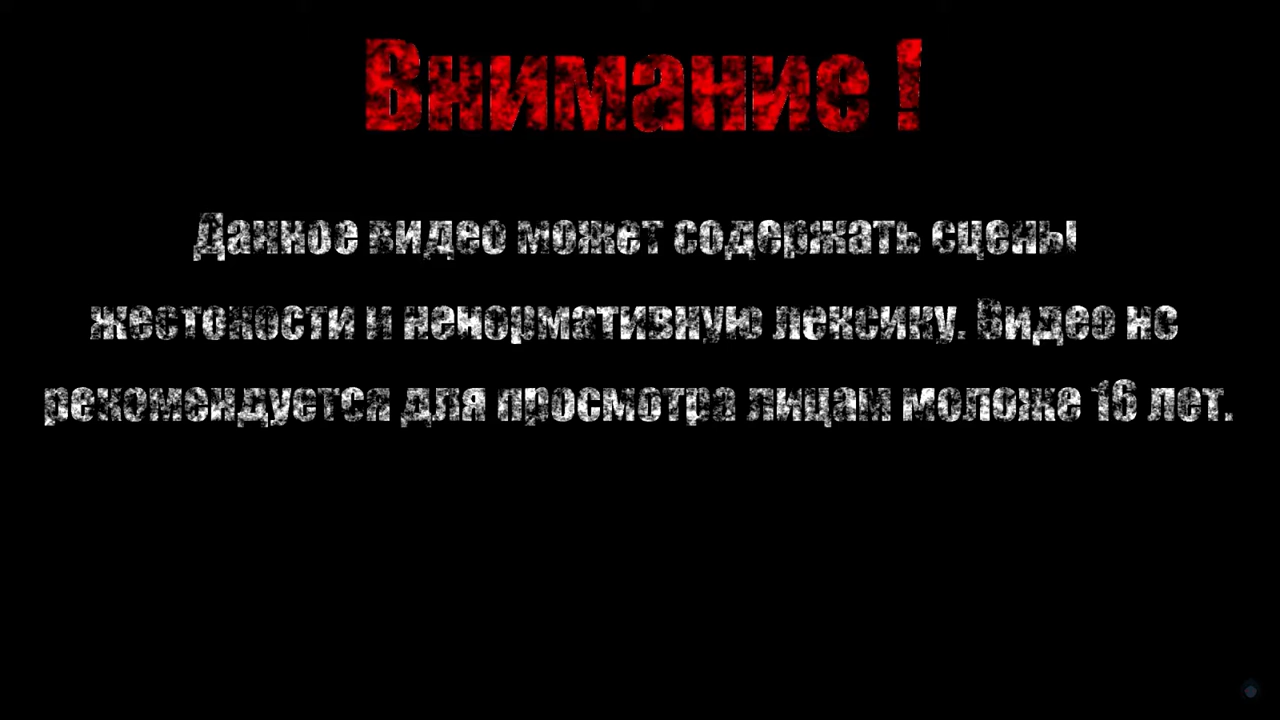 Внимание !
Данное видео может содержать сцены
жестокости и ненормативную лексику. Видео не
рекомендуется для просмотра лицам моложе 16 лет.